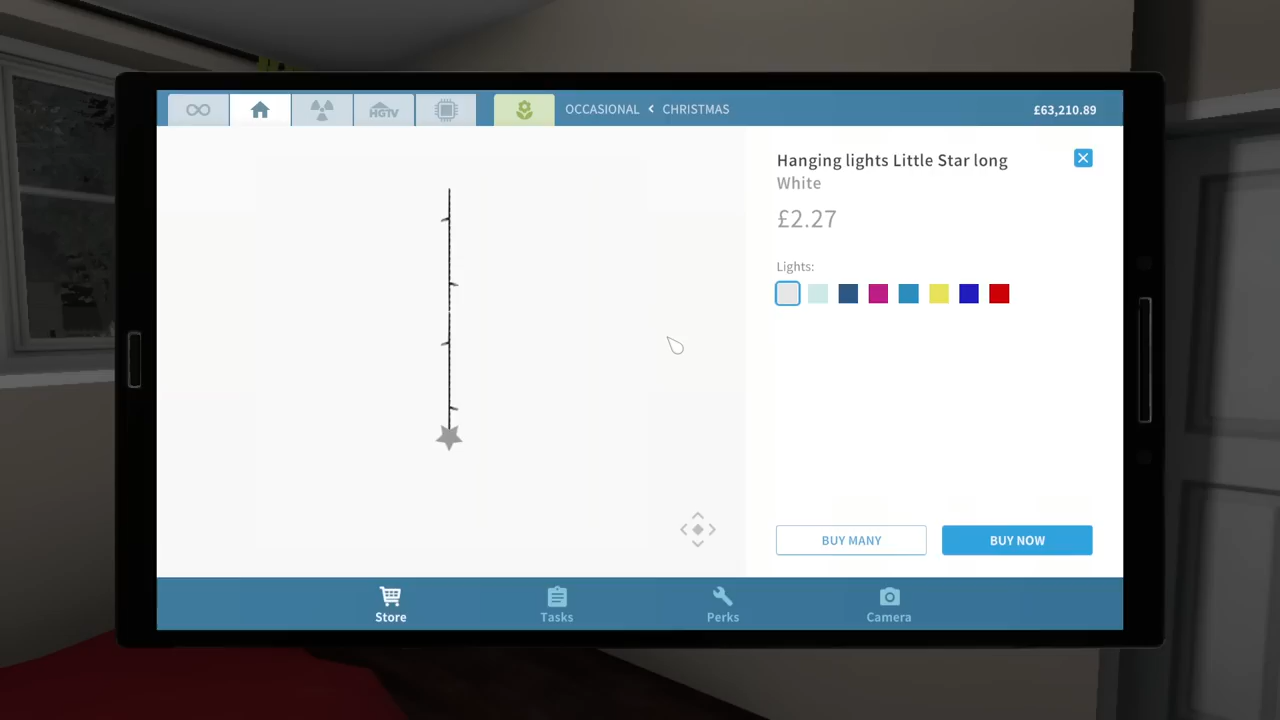 HGTV
OCCASIONAL < CHRISTMAS
£63,210.89
Hanging lights Little Star long
White
£2.27
Lights:
BUY MANY
BUY NOW
Store
Tasks
Perks
Camera